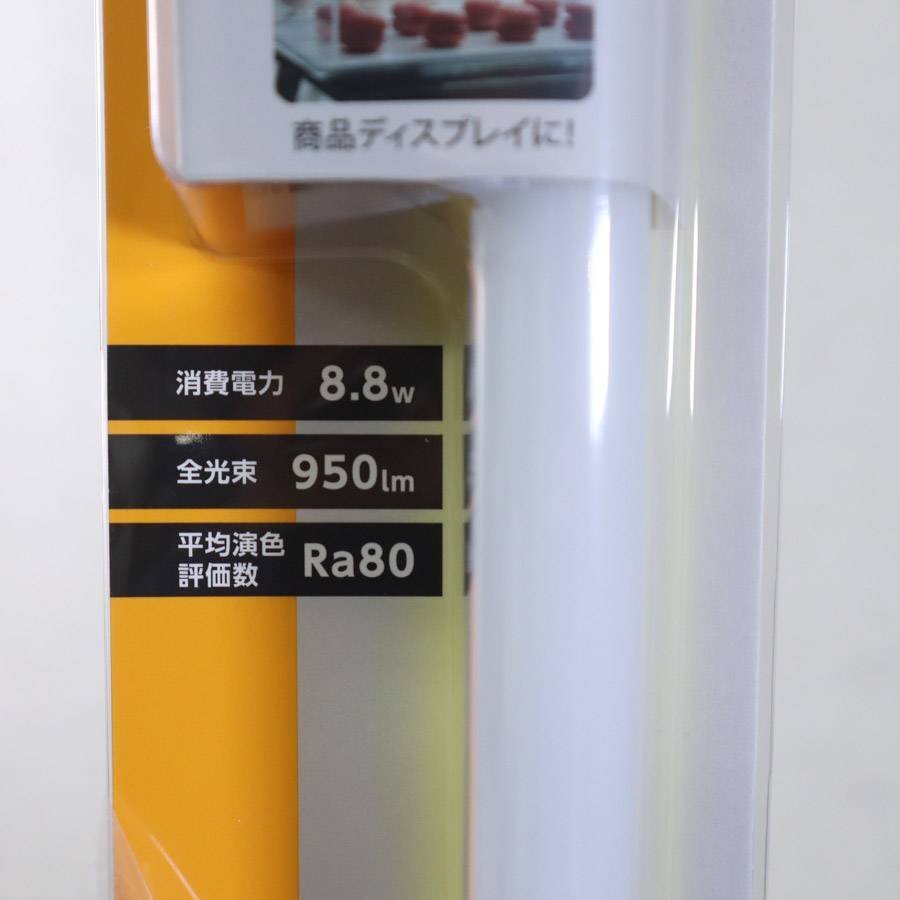 商品ディスプレイに!
消費電力 8.8w
全光束 950lm
平均演色
評価数 Ra80